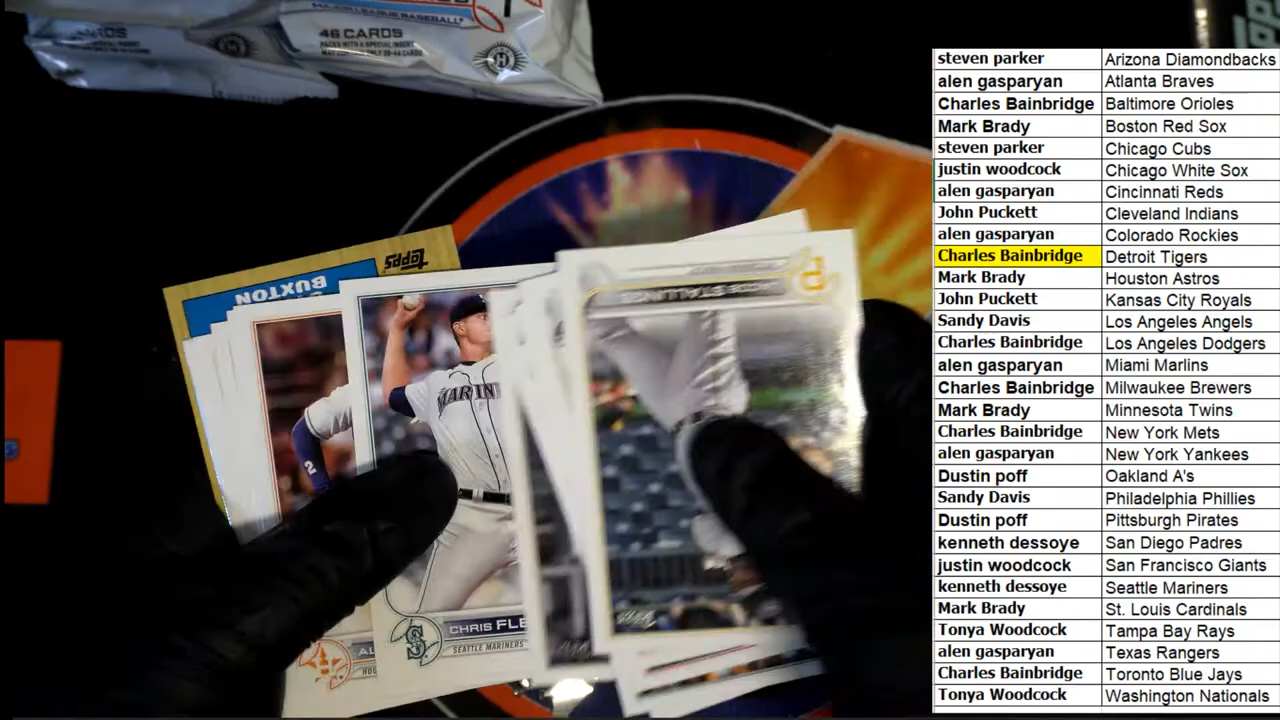 MAJOR LEAGUE BASEBALL
46 CARDS
topps
BUXTON
MARIN
CHRIS FLE
SEATTLE MARINERS
AL
HOU
2
steven parker Arizona Diamondbacks
alen gasparyan Atlanta Braves
Charles Bainbridge Baltimore Orioles
Mark Brady Boston Red Sox
steven parker Chicago Cubs
justin woodcock Chicago White Sox
alen gasparyan Cincinnati Reds
John Puckett Cleveland Indians
alen gasparyan Colorado Rockies
Charles Bainbridge Detroit Tigers
Mark Brady Houston Astros
John Puckett Kansas City Royals
Sandy Davis Los Angeles Angels
Charles Bainbridge Los Angeles Dodgers
alen gasparyan Miami Marlins
Charles Bainbridge Milwaukee Brewers
Mark Brady Minnesota Twins
Charles Bainbridge New York Mets
alen gasparyan New York Yankees
Dustin poff Oakland A's
Sandy Davis Philadelphia Phillies
Dustin poff Pittsburgh Pirates
kenneth dessoye San Diego Padres
justin woodcock San Francisco Giants
kenneth dessoye Seattle Mariners
Mark Brady St. Louis Cardinals
Tonya Woodcock Tampa Bay Rays
alen gasparyan Texas Rangers
Charles Bainbridge Toronto Blue Jays
Tonya Woodcock Washington Nationals